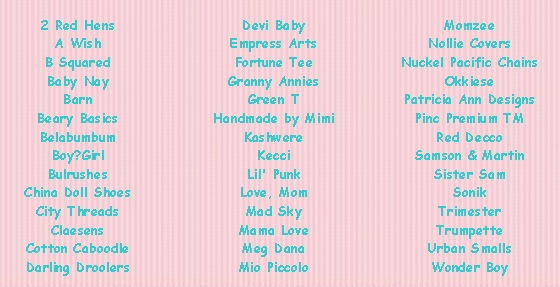 2 Red Hens
A Wish
B Squared
Baby Nay
Barn
Beary Basics
Belabumbum
Boy?Girl
Bulrushes
China Doll Shoes
City Threads
Claesens
Cotton Caboodle
Darling Droolers
Devi Baby
Empress Arts
Fortune Tee
Granny Annies
Green T
Handmade by Mimi
Kashwere
Kecci
Lil' Punk
Love, Mom
Mad Sky
Mama Love
Meg Dana
Mio Piccolo
Momzee
Nollie Covers
Nuckel Pacific Chains
Okkiese
Patricia Ann Designs
Pinc Premium TM
Red Decco
Samson & Martin
Sister Sam
Sonik
Trimester
Trumpette
Urban Smalls
Wonder Boy